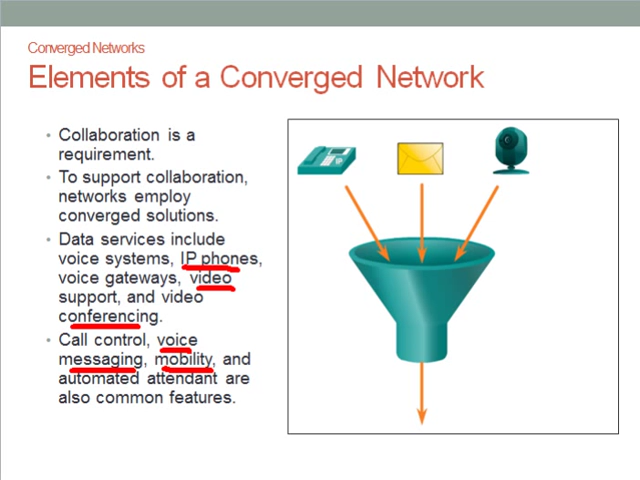 Converged Networks
Elements of a Converged Network
• Collaboration is a
requirement.
• To support collaboration,
networks employ
converged solutions.
• Data services include
voice systems, IP phones,
voice gateways, video
support, and video
conferencing.
• Call control, voice
messaging, mobility, and
automated attendant are
also common features.